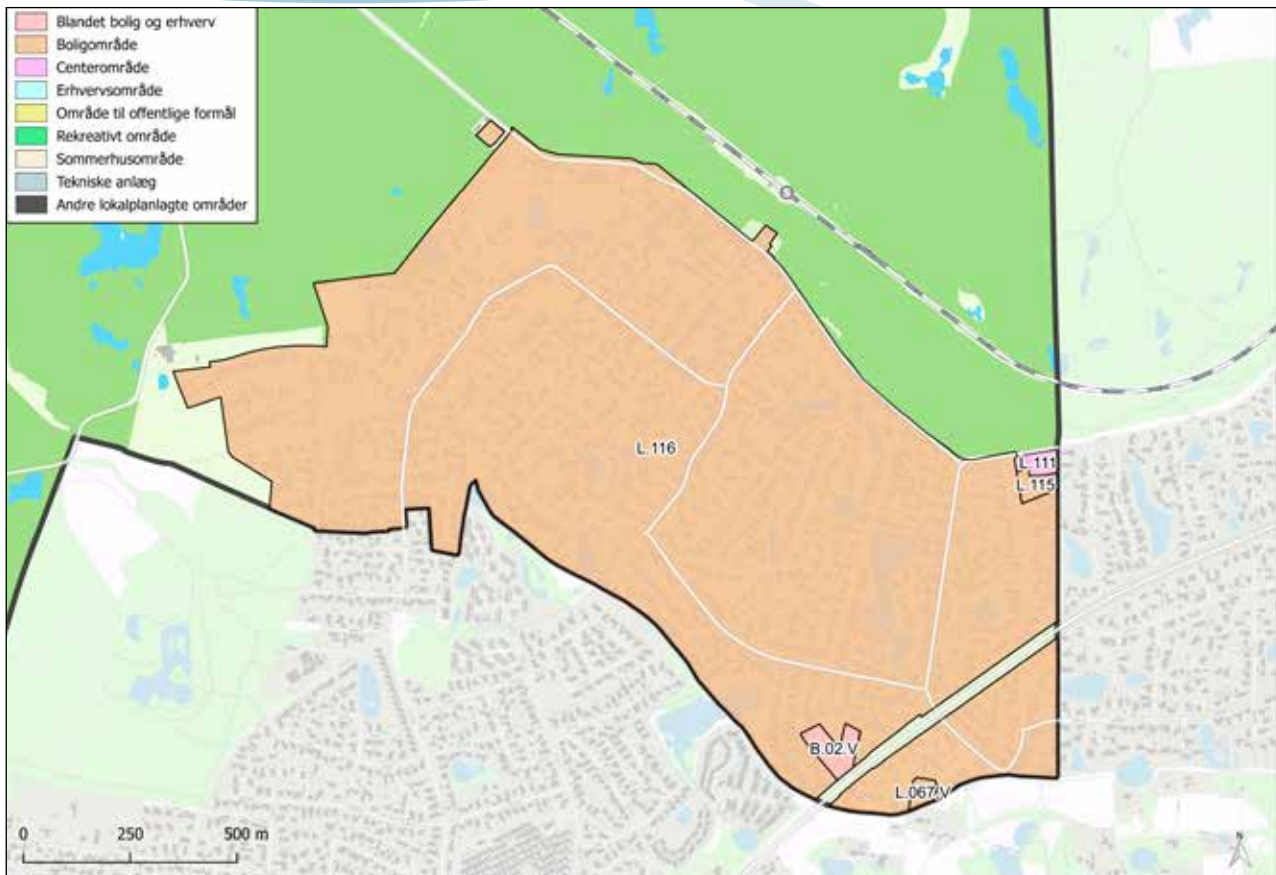 Blandet bolig og erhverv
Boligområde
Centerområde
Erhvervsområde
Område til offentlige formål
Rekreativt område
Sommerhusområde
Tekniske anlæg
Andre lokalplanlagte områder
L.116
L.111
L.115
B.02.V
L.067.V
0 250 500 m
N